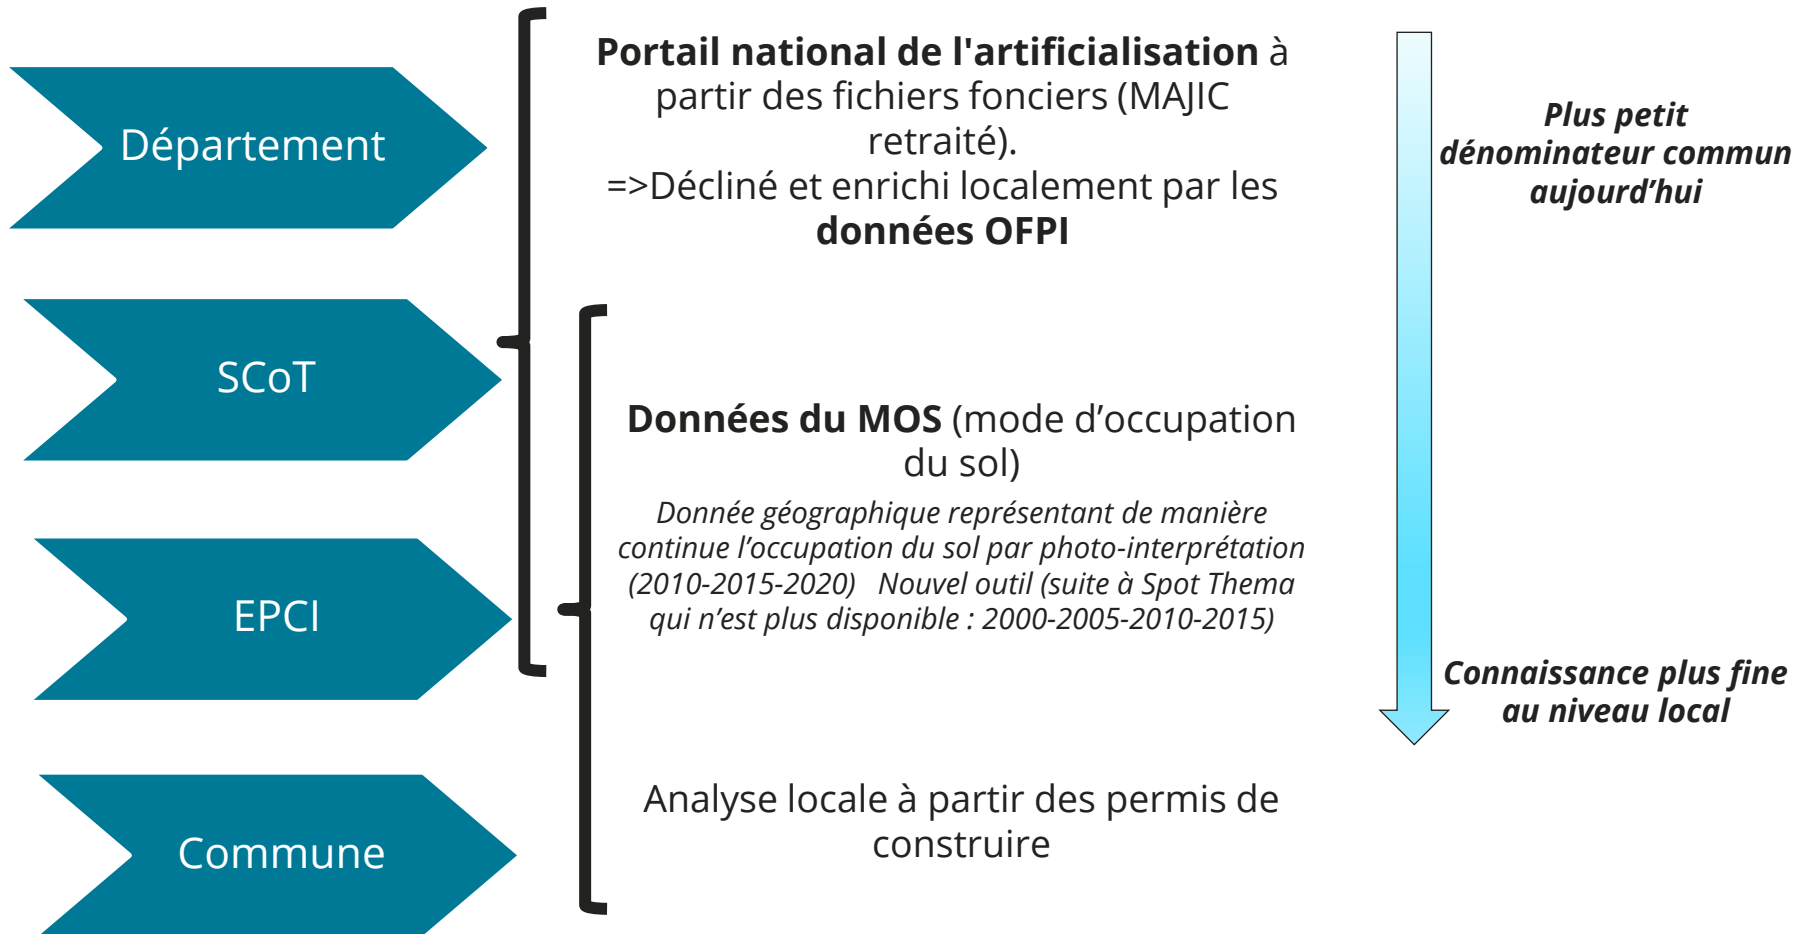 Département
SCoT
EPCI
Commune
Portail national de l'artificialisation à
partir des fichiers fonciers (MAJIC
retraité).
=>Décliné et enrichi localement par les
données OFPI
Données du MOS (mode d’occupation
du sol)
Donnée géographique représentant de manière
continue l’occupation du sol par photo-interprétation
(2010-2015-2020) Nouvel outil (suite à Spot Thema
qui n’est plus disponible : 2000-2005-2010-2015)
Analyse locale à partir des permis de
construire
Plus petit
dénominateur commun
aujourd’hui
Connaissance plus fine
au niveau local